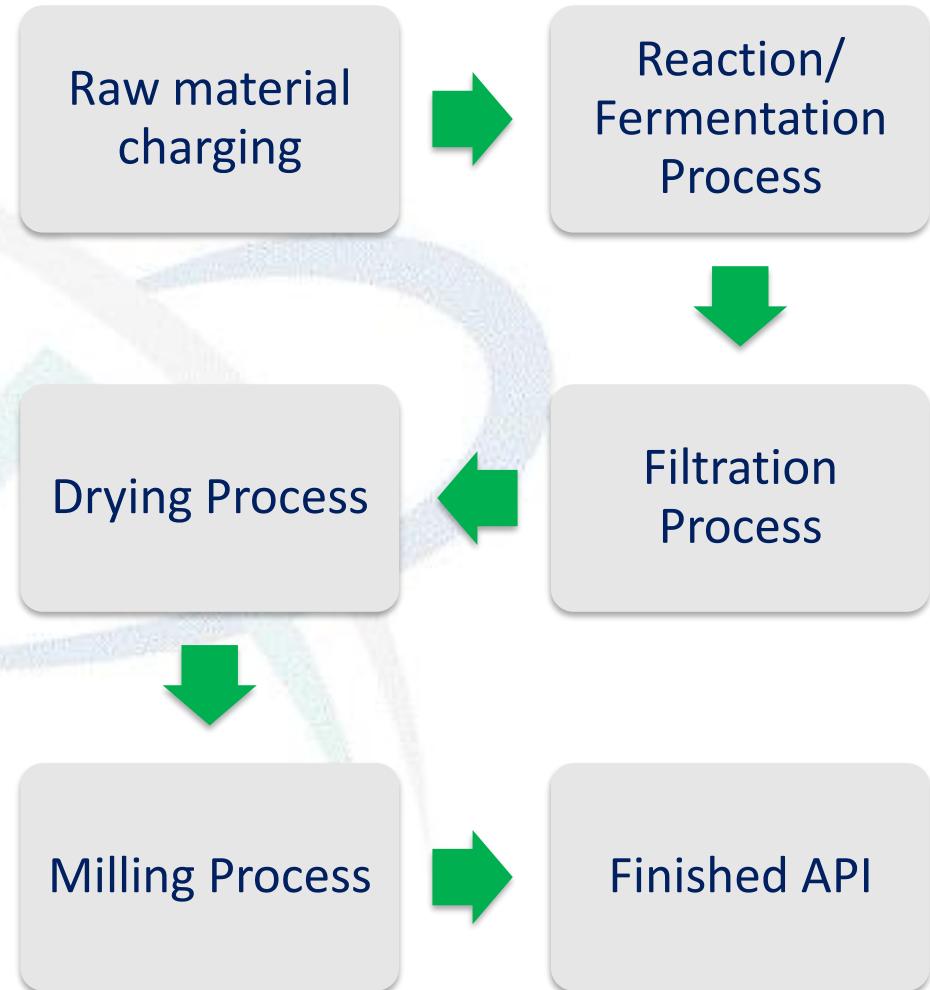 Raw material
charging
Reaction/
Fermentation
Process
Filtration
Process
Drying Process
Milling Process
Finished API